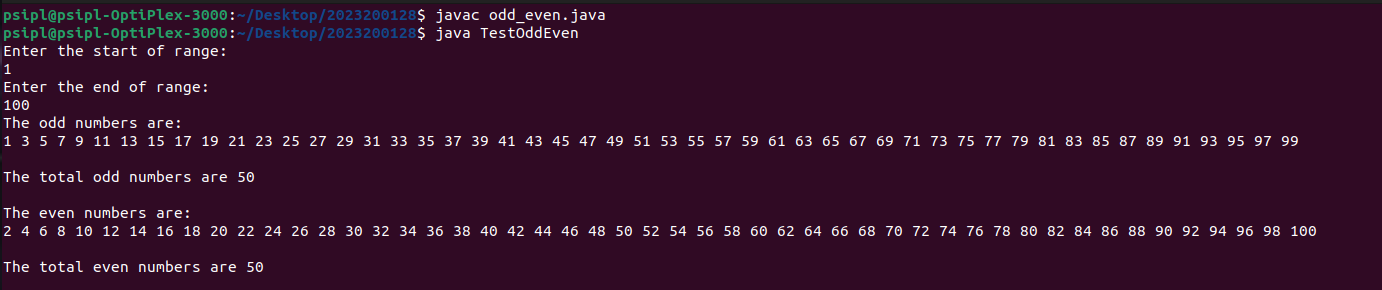 psipl@psipl-OptiPlex-3000:~/Desktop/2023200128$ javac odd_even.java
psipl@psipl-OptiPlex-3000:~/Desktop/2023200128$ java TestOddEven
Enter the start of range:
1
Enter the end of range:
100
The odd numbers are:
1 3 5 7 9 11 13 15 17 19 21 23 25 27 29 31 33 35 37 39 41 43 45 47 49 51 53 55 57 59 61 63 65 67 69 71 73 75 77 79 81 83 85 87 89 91 93 95 97 99
The total odd numbers are 50
The even numbers are:
2 4 6 8 10 12 14 16 18 20 22 24 26 28 30 32 34 36 38 40 42 44 46 48 50 52 54 56 58 60 62 64 66 68 70 72 74 76 78 80 82 84 86 88 90 92 94 96 98 100
The total even numbers are 50